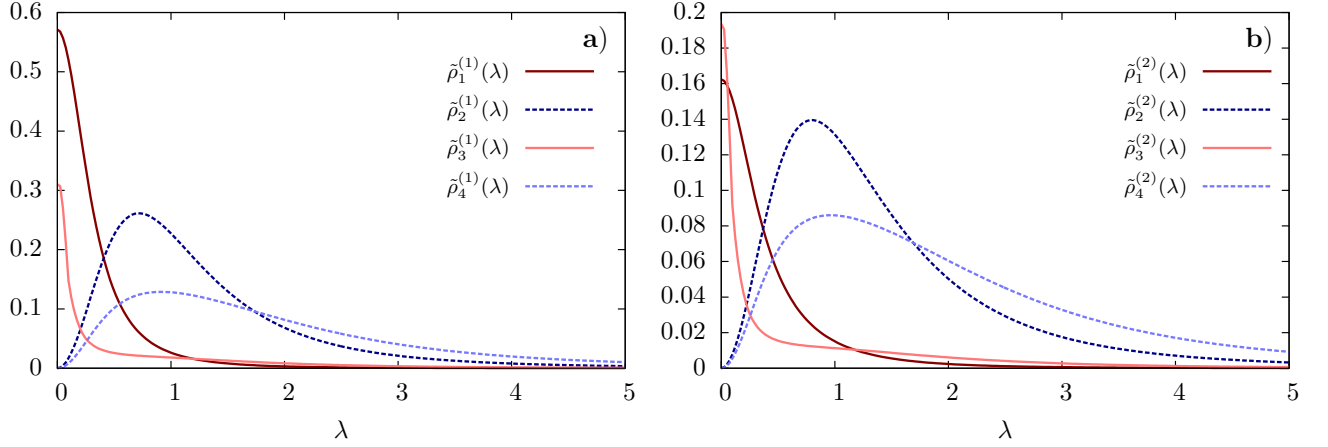 0.6
0.5
0.4
0.3
0.2
0.1
0
0 1 2 3 4 5
λ
a)
ρ̃₁⁽¹⁾(λ)
ρ̃₂⁽¹⁾(λ)
ρ̃₃⁽¹⁾(λ)
ρ̃₄⁽¹⁾(λ)
0.2
0.18
0.16
0.14
0.12
0.1
0.08
0.06
0.04
0.02
0
0 1 2 3 4 5
λ
b)
ρ̃₁⁽²⁾(λ)
ρ̃₂⁽²⁾(λ)
ρ̃₃⁽²⁾(λ)
ρ̃₄⁽²⁾(λ)